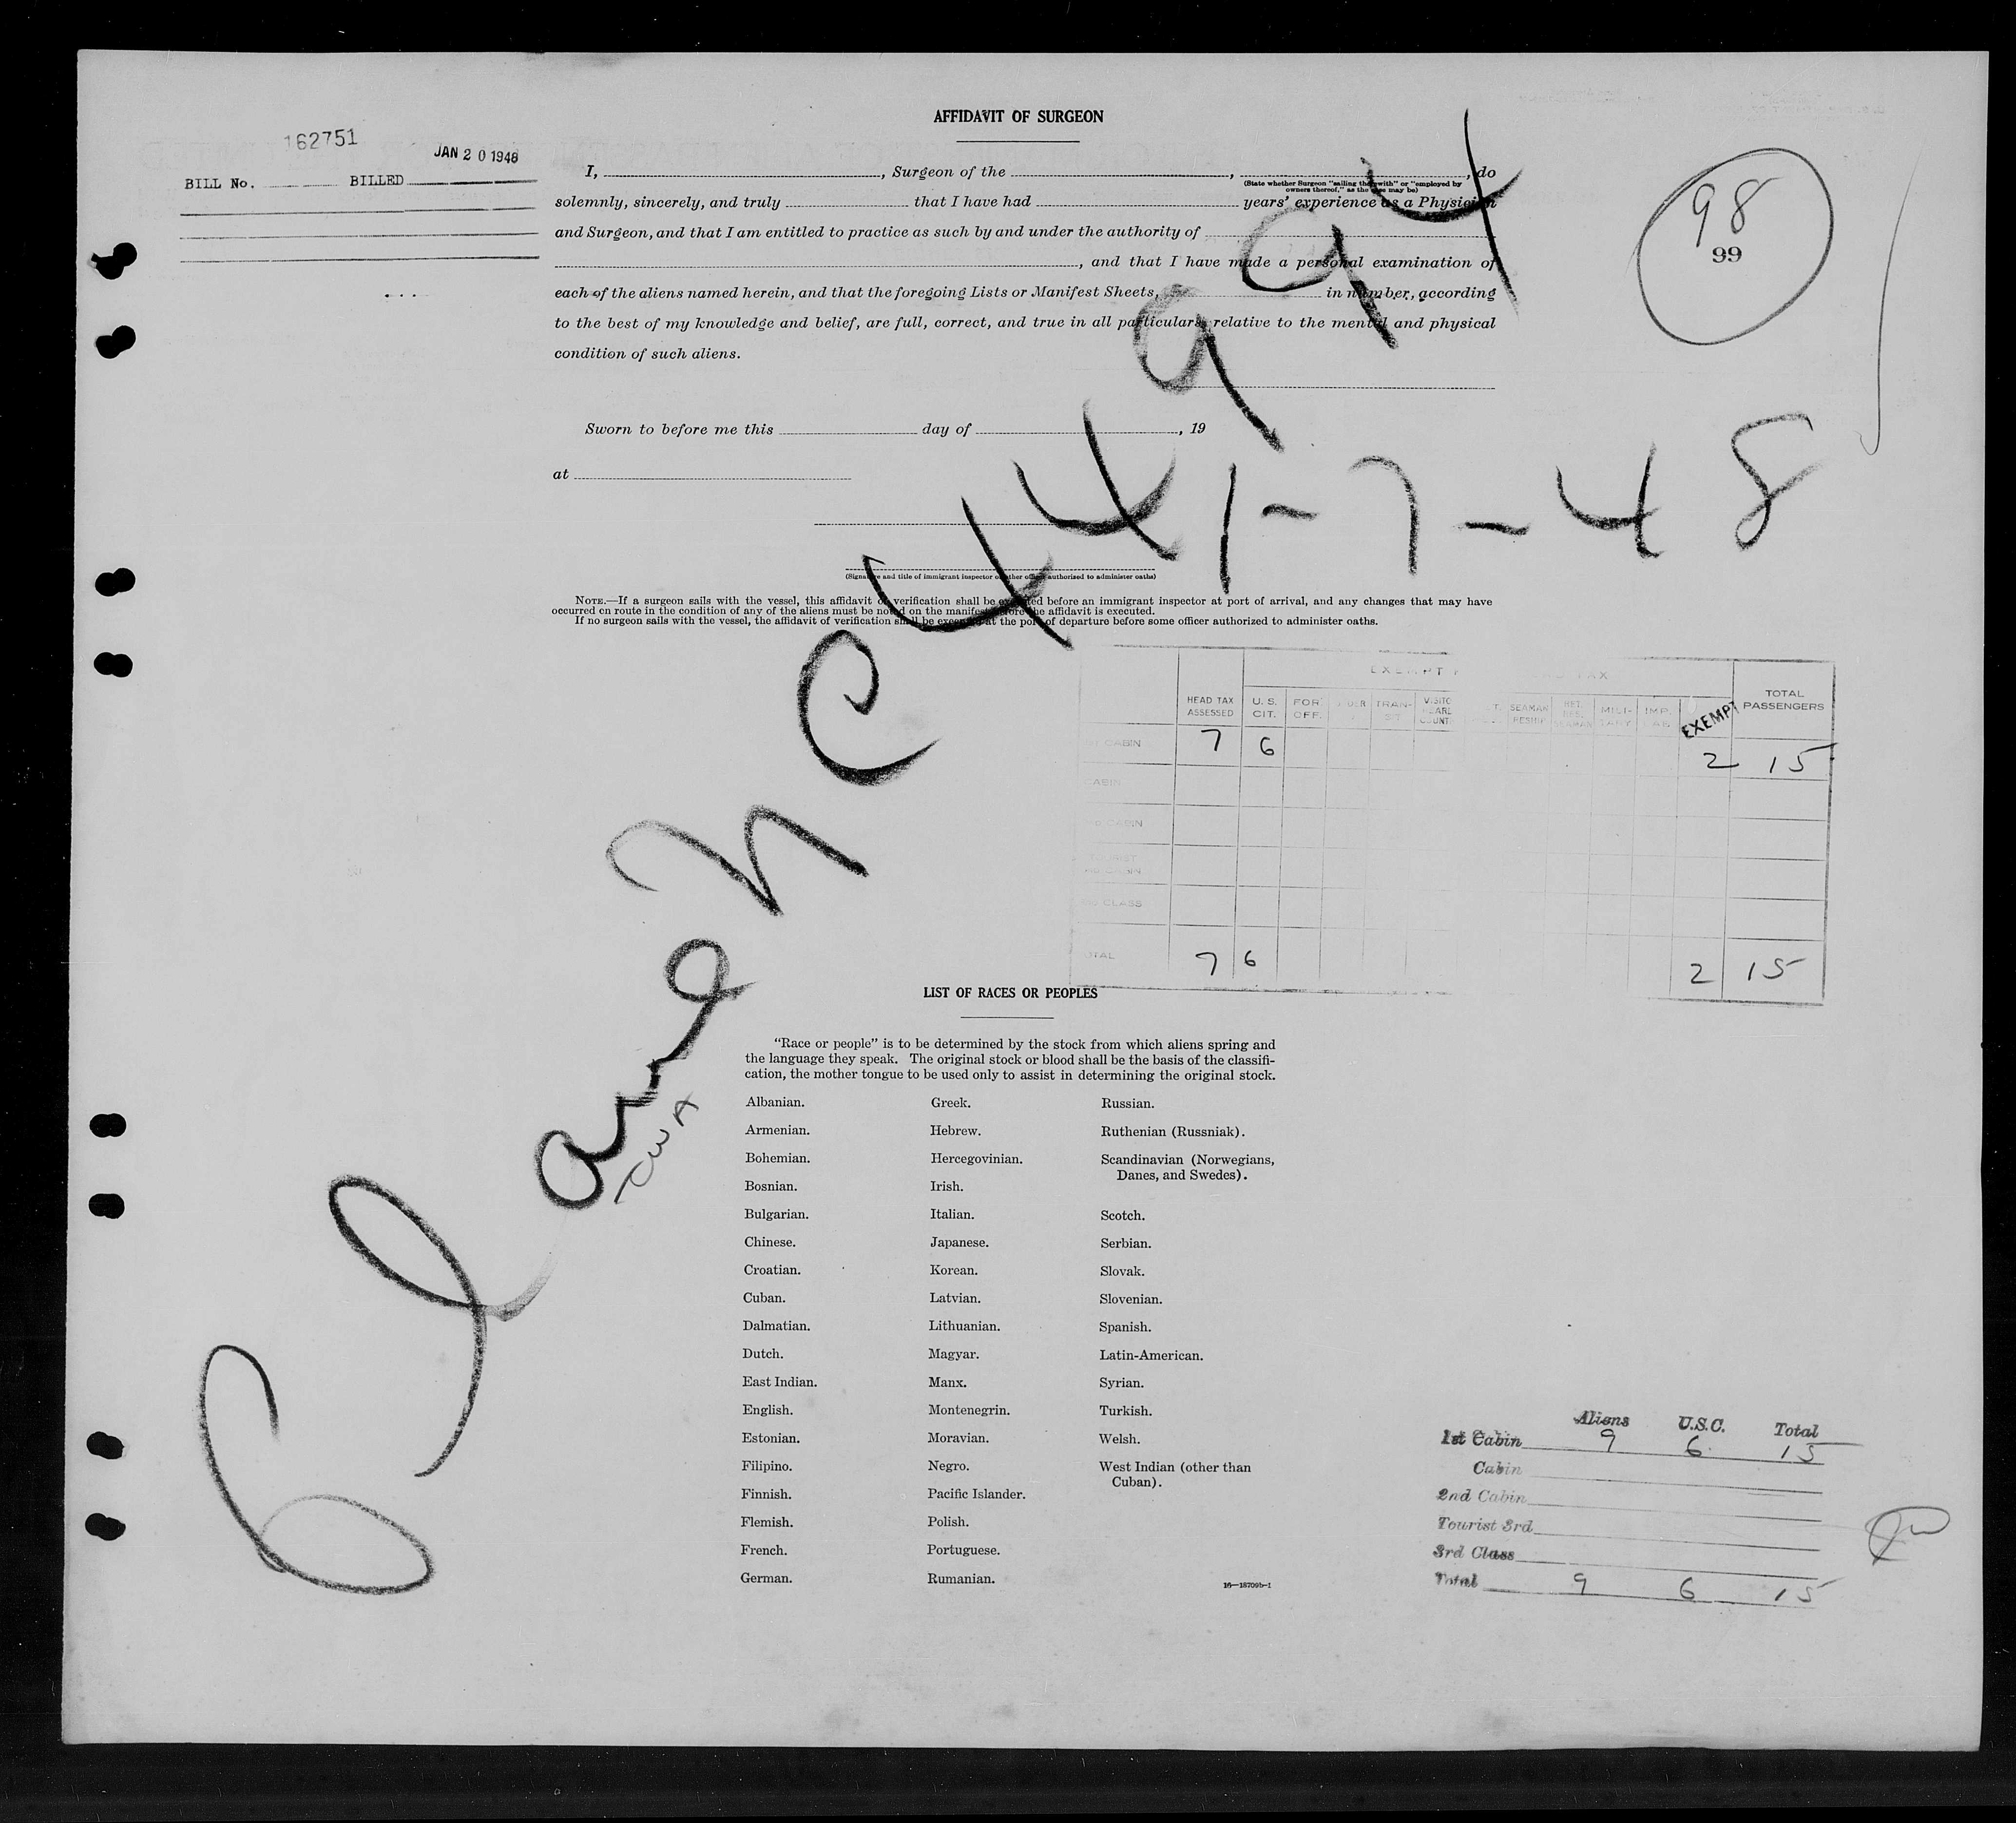 AFFIDAVIT OF SURGEON
162751
JAN 20 1948
BILL No. BILLED
98
99
I, , Surgeon of the , , do
(State whether Surgeon "sailing therewith" or "employed by
owners thereof," as the case may be)
solemnly, sincerely, and truly that I have had years' experience as a Physician
and Surgeon, and that I am entitled to practice as such by and under the authority of
, and that I have made a personal examination of
each of the aliens named herein, and that the foregoing Lists or Manifest Sheets, in number, according
to the best of my knowledge and belief, are full, correct, and true in all particulars relative to the mental and physical
condition of such aliens.
Sworn to before me this day of , 19
at
(Signature and title of immigrant inspector or other officer authorized to administer oaths)
NOTE.—If a surgeon sails with the vessel, this affidavit of verification shall be executed before an immigrant inspector at port of arrival, and any changes that may have
occurred en route in the condition of any of the aliens must be noted on the manifest before the affidavit is executed.
If no surgeon sails with the vessel, the affidavit of verification shall be executed at the port of departure before some officer authorized to administer oaths.
Plane NC 44994
1-7-48
TWA
EXEMPT TAX
HEAD TAX ASSESSED U. S. CIT. FOR. OFF. TRAN- SIT SEAMAN RESHIP MILI- TARY EXEMPT TOTAL PASSENGERS
CABIN 7 6 2 15
CABIN
CABIN
TOURIST
CLASS
TOTAL 7 6 2 15
LIST OF RACES OR PEOPLES
"Race or people" is to be determined by the stock from which aliens spring and
the language they speak. The original stock or blood shall be the basis of the classifi-
cation, the mother tongue to be used only to assist in determining the original stock.
Albanian. Greek. Russian.
Armenian. Hebrew. Ruthenian (Russniak).
Bohemian. Hercegovinian. Scandinavian (Norwegians,
Danes, and Swedes).
Bosnian. Irish.
Bulgarian. Italian. Scotch.
Chinese. Japanese. Serbian.
Croatian. Korean. Slovak.
Cuban. Latvian. Slovenian.
Dalmatian. Lithuanian. Spanish.
Dutch. Magyar. Latin-American.
East Indian. Manx. Syrian.
English. Montenegrin. Turkish.
Estonian. Moravian. Welsh.
Filipino. Negro. West Indian (other than
Cuban).
Finnish. Pacific Islander.
Flemish. Polish.
French. Portuguese.
German. Rumanian.
16—18709b-1
Aliens U.S.C. Total
1st Cabin 9 6 15
Cabin
2nd Cabin
Tourist 3rd
3rd Class
Total 9 6 15